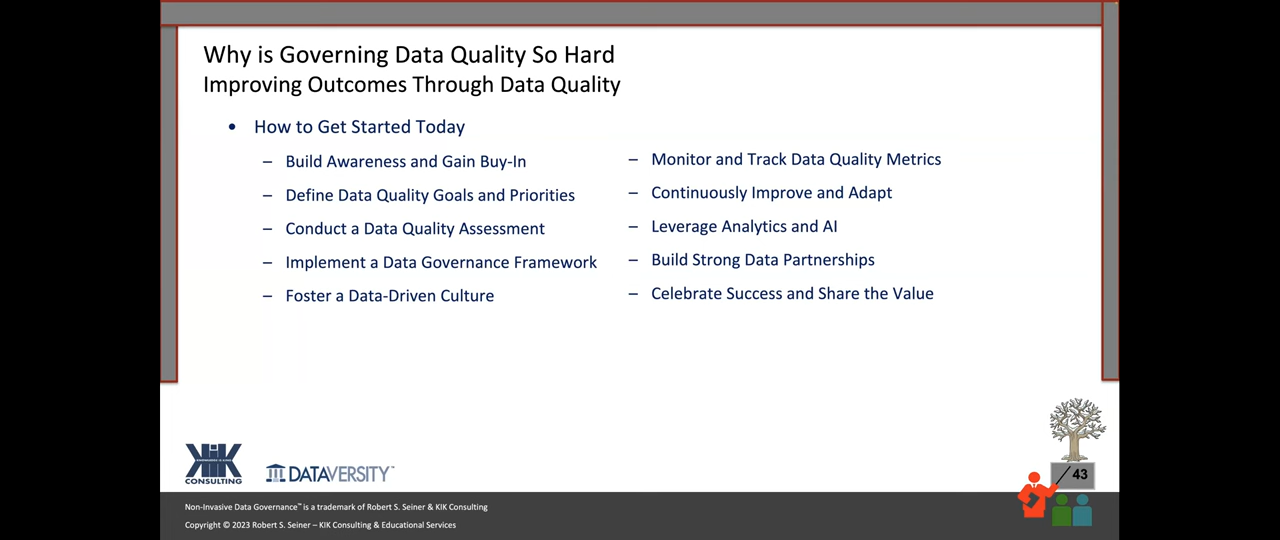 Why is Governing Data Quality So Hard
Improving Outcomes Through Data Quality
• How to Get Started Today
– Build Awareness and Gain Buy-In
– Define Data Quality Goals and Priorities
– Conduct a Data Quality Assessment
– Implement a Data Governance Framework
– Foster a Data-Driven Culture
– Monitor and Track Data Quality Metrics
– Continuously Improve and Adapt
– Leverage Analytics and AI
– Build Strong Data Partnerships
– Celebrate Success and Share the Value
KIK
CONSULTING
DATAVERSITY™
43
Non-Invasive Data Governance™ is a trademark of Robert S. Seiner & KIK Consulting
Copyright © 2023 Robert S. Seiner – KIK Consulting & Educational Services